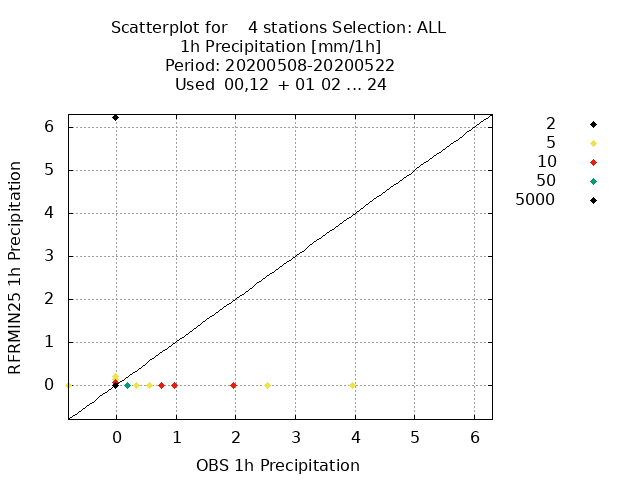 Scatterplot for    4 stations Selection: ALL
1h Precipitation [mm/1h]
Period: 20200508-20200522
Used  00,12  + 01 02 ... 24
2
5
10
50
5000
RFRMIN25 1h Precipitation
6
5
4
3
2
1
0
0 1 2 3 4 5 6
OBS 1h Precipitation